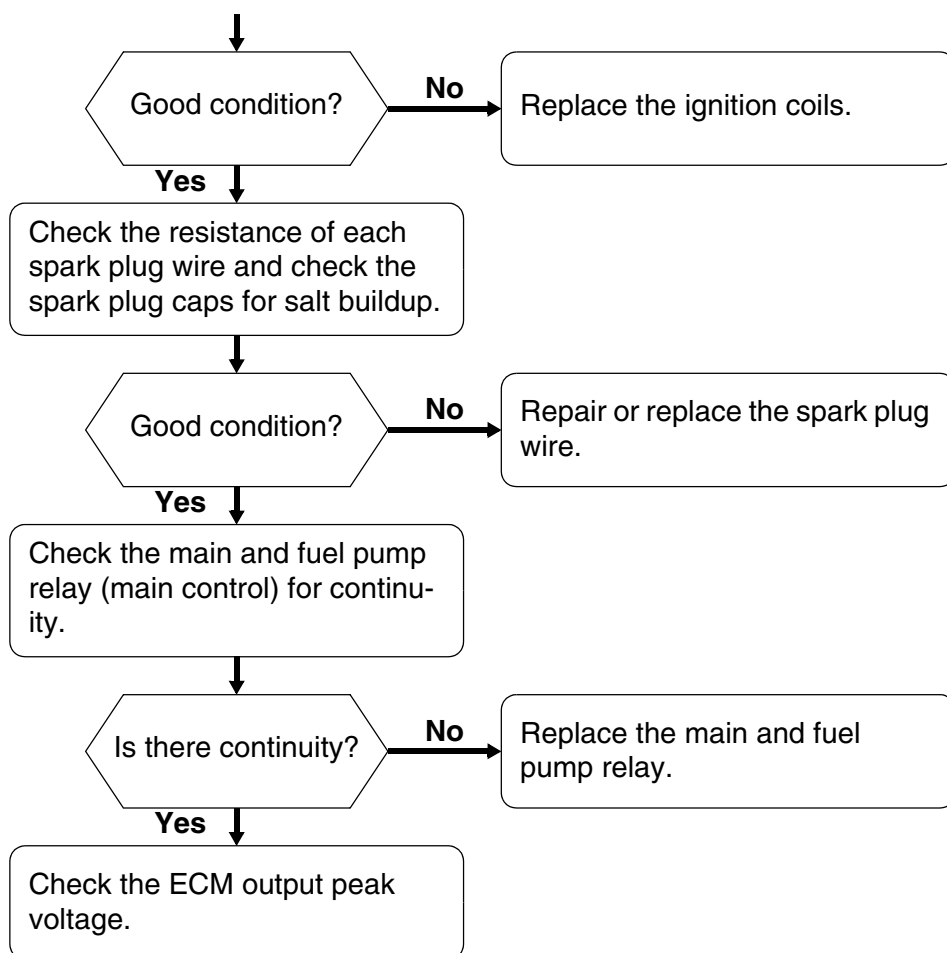 Good condition?
No
Replace the ignition coils.
Yes
Check the resistance of each
spark plug wire and check the
spark plug caps for salt buildup.
Good condition?
No
Repair or replace the spark plug
wire.
Yes
Check the main and fuel pump
relay (main control) for continu-
ity.
Is there continuity?
No
Replace the main and fuel
pump relay.
Yes
Check the ECM output peak
voltage.